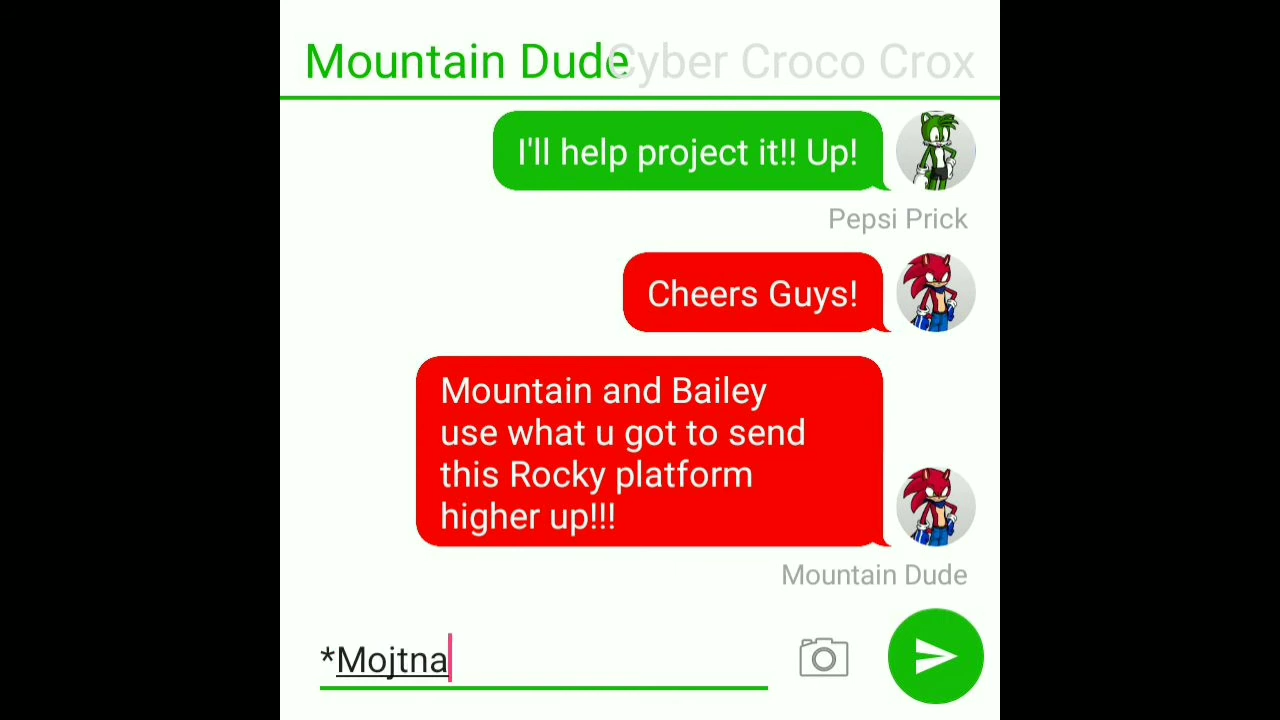 Mountain Dude Cyber Croco Crox
I'll help project it!! Up!
Pepsi Prick
Cheers Guys!
Mountain and Bailey
use what u got to send
this Rocky platform
higher up!!!
Mountain Dude
*Mojtna